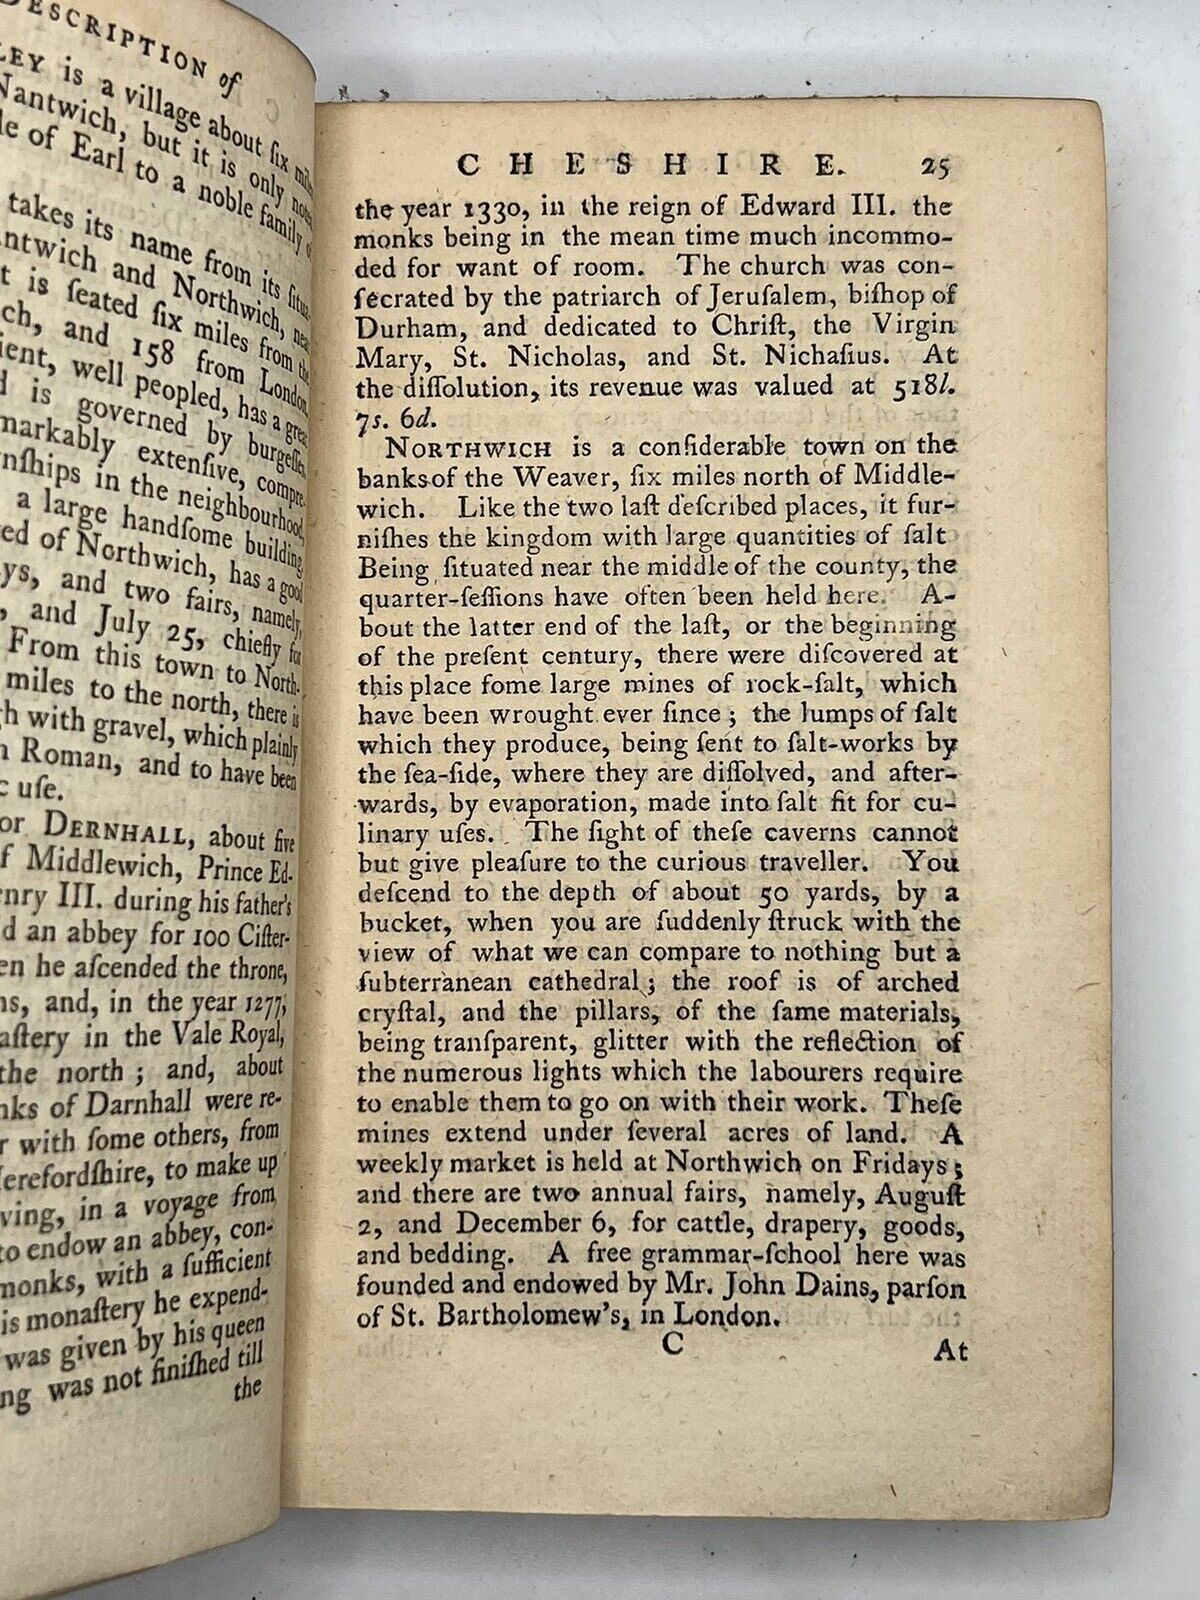 DESCRIPTION of
LEY is a village about ſix miles
Nantwich, but it is only noted
le of Earl to a noble family of
takes its name from its ſitua-
antwich and Northwich, near
t is ſeated ſix miles from the
ch, and 158 from London,
ient, well peopled, has a great
d is governed by burgeſſes,
markably extenſive, compre-
nſhips in the neighbourhood,
a large handſome building
ed of Northwich, has a good
ys, and two fairs, namely,
, and July 25, chiefly for
From this town to North-
miles to the north, there is
gh with gravel, which plainly
n Roman, and to have been
c uſe.
or DERNHALL, about five
f Middlewich, Prince Ed-
enry III. during his father's
d an abbey for 100 Ciſter-
en he aſcended the throne,
ns, and, in the year 1277,
aſtery in the Vale Royal,
the north; and, about
nks of Darnhall were re-
r with ſome others, from
Herefordſhire, to make up
ving, in a voyage from
to endow an abbey, con-
monks, with a ſufficient
is monaſtery he expend-
was given by his queen
ng was not finiſhed till
the
CHESHIRE. 25
the year 1330, in the reign of Edward III. the
monks being in the mean time much incommo-
ded for want of room. The church was con-
ſecrated by the patriarch of Jeruſalem, biſhop of
Durham, and dedicated to Chriſt, the Virgin
Mary, St. Nicholas, and St. Nichaſius. At
the diſſolution, its revenue was valued at 518l.
7s. 6d.
NORTHWICH is a conſiderable town on the
banks of the Weaver, ſix miles north of Middle-
wich. Like the two laſt deſcribed places, it fur-
niſhes the kingdom with large quantities of ſalt
Being ſituated near the middle of the county, the
quarter-ſeſſions have often been held here. A-
bout the latter end of the laſt, or the beginning
of the preſent century, there were diſcovered at
this place ſome large mines of rock-ſalt, which
have been wrought ever ſince; the lumps of ſalt
which they produce, being ſent to ſalt-works by
the ſea-ſide, where they are diſſolved, and after-
wards, by evaporation, made into ſalt fit for cu-
linary uſes. The ſight of theſe caverns cannot
but give pleaſure to the curious traveller. You
deſcend to the depth of about 50 yards, by a
bucket, when you are ſuddenly ſtruck with the
view of what we can compare to nothing but a
ſubterranean cathedral; the roof is of arched
cryſtal, and the pillars, of the ſame materials,
being tranſparent, glitter with the reflection of
the numerous lights which the labourers require
to enable them to go on with their work. Theſe
mines extend under ſeveral acres of land. A
weekly market is held at Northwich on Fridays;
and there are two annual fairs, namely, Auguſt
2, and December 6, for cattle, drapery, goods,
and bedding. A free grammar-ſchool here was
founded and endowed by Mr. John Dains, parſon
of St. Bartholomew's, in London.
C At